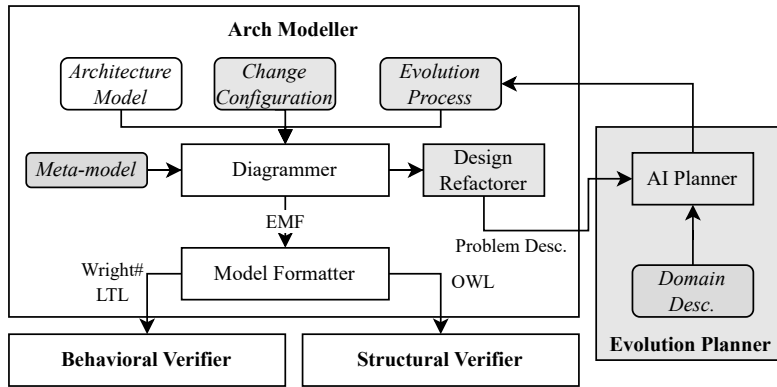 Arch Modeller
Architecture
Model
Change
Configuration
Evolution
Process
Meta-model
Diagrammer
Design
Refactorer
AI Planner
EMF
Problem Desc.
Wright#
LTL
Model Formatter
OWL
Domain
Desc.
Evolution Planner
Behavioral Verifier
Structural Verifier